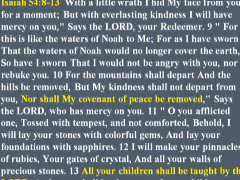 Isaiah 54:8-13 With a little wrath I hid My face from you
for a moment; But with everlasting kindness I will have
mercy on you," Says the LORD, your Redeemer. 9 " For
this is like the waters of Noah to Me; For as I have sworn
That the waters of Noah would no longer cover the earth,
So have I sworn That I would not be angry with you, nor
rebuke you. 10 For the mountains shall depart And the
hills be removed, But My kindness shall not depart from
you, Nor shall My covenant of peace be removed," Says
the LORD, who has mercy on you. 11 " O you afflicted
one, Tossed with tempest, and not comforted, Behold, I
will lay your stones with colorful gems, And lay your
foundations with sapphires. 12 I will make your pinnacles
of rubies, Your gates of crystal, And all your walls of
precious stones. 13 All your children shall be taught by the